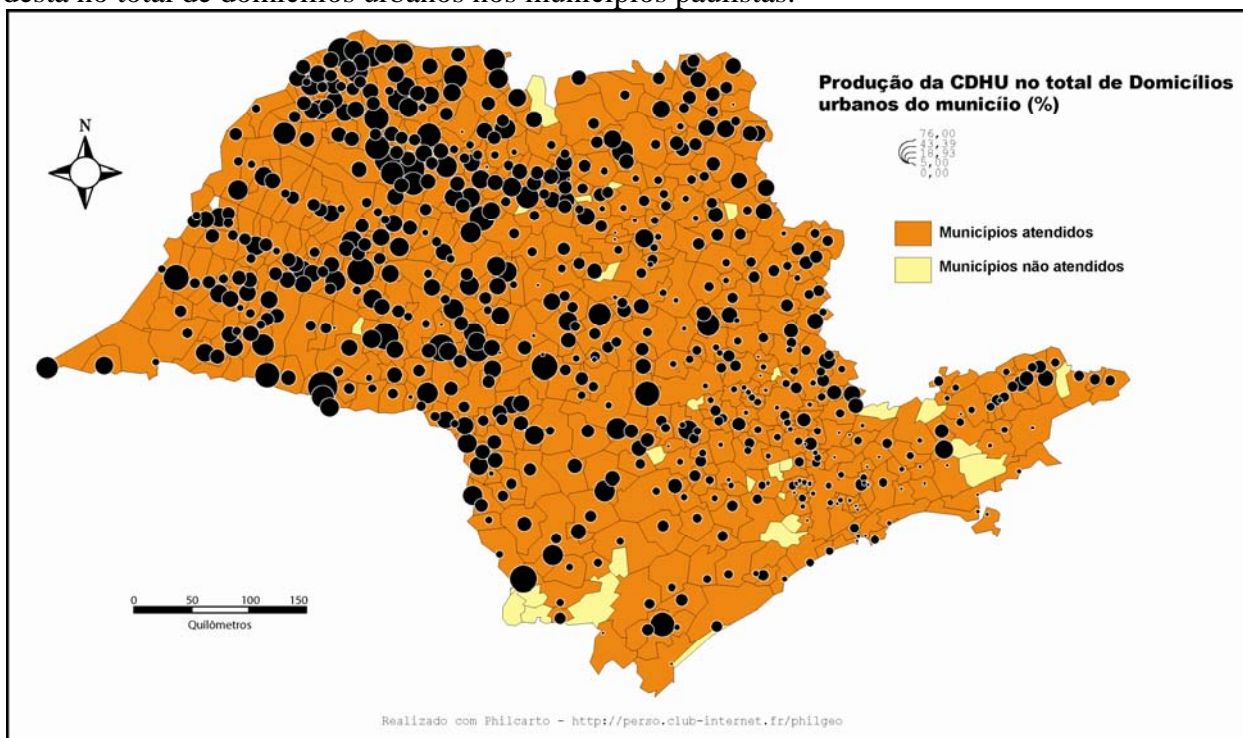 desta no total de domicílios urbanos nos municípios paulistas.
Produção da CDHU no total de Domicílios
urbanos do municíio (%)
76,00
43,39
18,93
5,00
0,00
N
Municípios atendidos
Municípios não atendidos
0 50 100 150
Quilômetros
Realizado com Philcarto - http://perso.club-internet.fr/philgeo